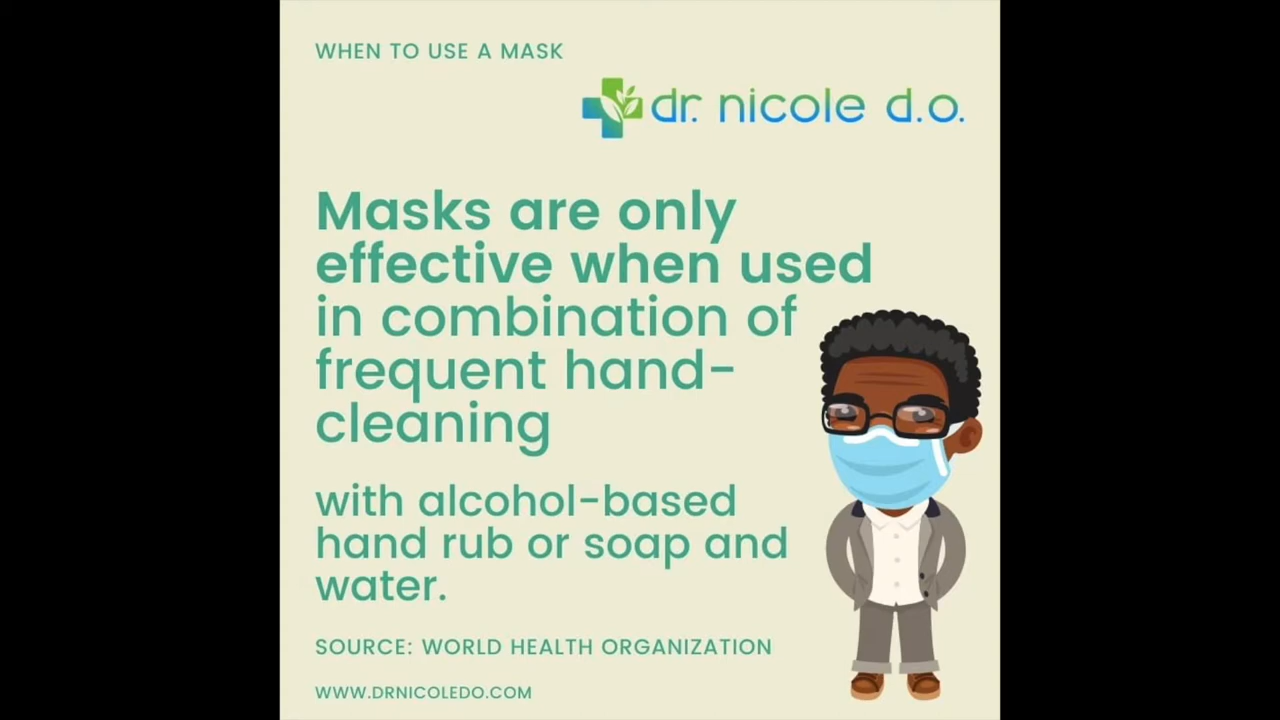 WHEN TO USE A MASK
dr. nicole d.o.
Masks are only
effective when used
in combination of
frequent hand-
cleaning
with alcohol-based
hand rub or soap and
water.
SOURCE: WORLD HEALTH ORGANIZATION
WWW.DRNICOLEDO.COM